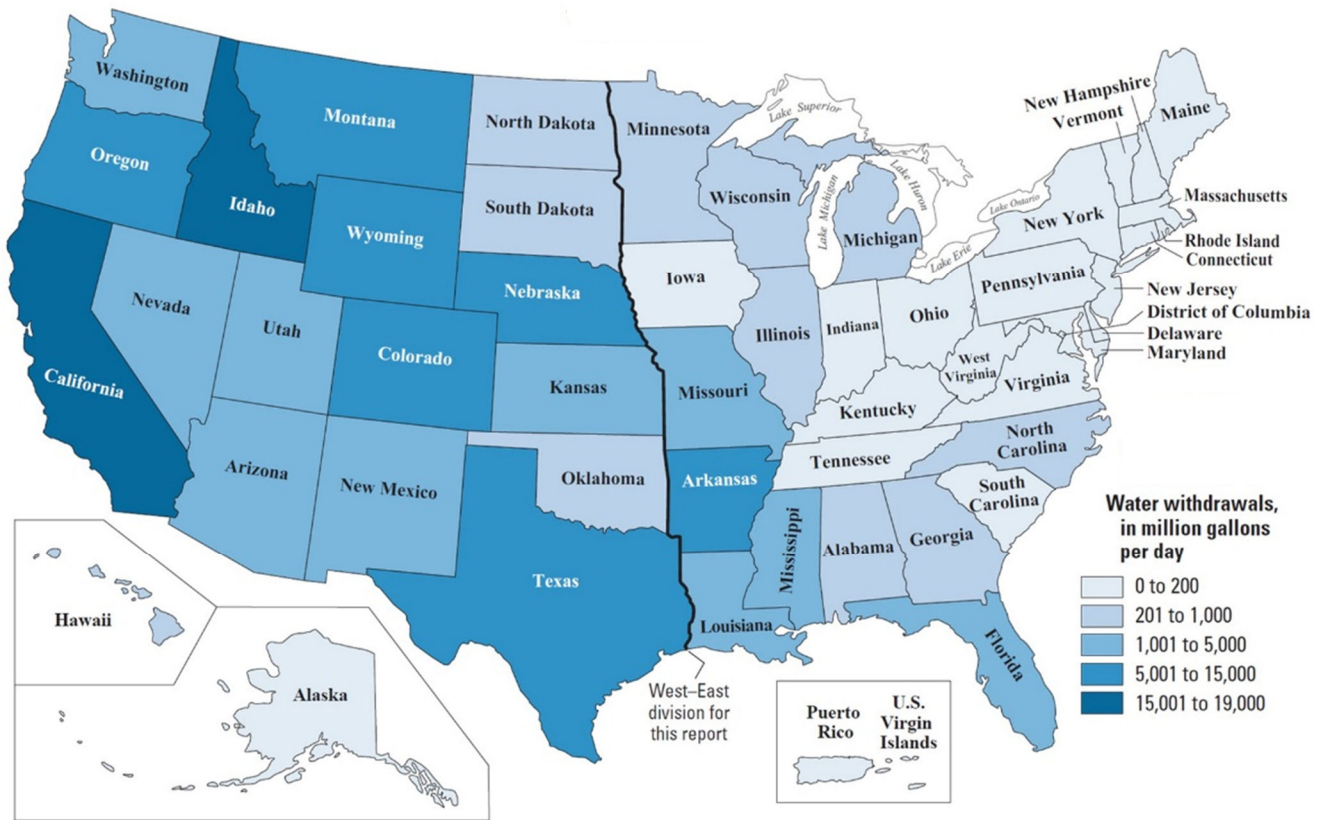 Washington
Oregon
Idaho
Montana
Wyoming
North Dakota
South Dakota
Nebraska
Nevada
Utah
Colorado
Kansas
California
Arizona
New Mexico
Oklahoma
Texas
Minnesota
Wisconsin
Michigan
Iowa
Illinois
Indiana
Ohio
Missouri
Kentucky
Tennessee
Arkansas
Mississippi
Alabama
Georgia
Louisiana
Florida
North
Carolina
South
Carolina
West
Virginia
Virginia
Pennsylvania
New York
New Hampshire
Vermont
Maine
Massachusetts
Rhode Island
Connecticut
New Jersey
District of Columbia
Delaware
Maryland
Lake Superior
Lake Michigan
Lake Huron
Lake Ontario
Lake Erie
Hawaii
Alaska
West–East
division for
this report
Puerto
Rico
U.S.
Virgin
Islands
Water withdrawals,
in million gallons
per day
0 to 200
201 to 1,000
1,001 to 5,000
5,001 to 15,000
15,001 to 19,000